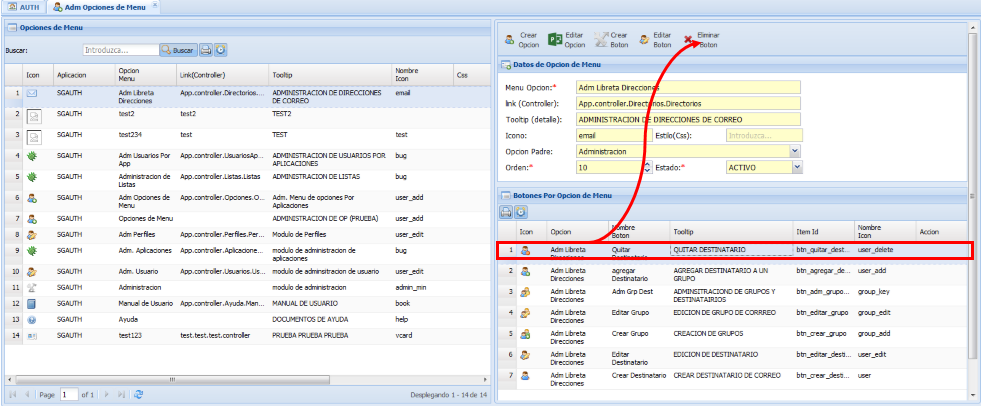 AUTH Adm Opciones de Menu
Opciones de Menu
Buscar: Introduzca... Buscar
Icon Aplicacion Opcion Menu Link(Controller) Tooltip Nombre Icon Css
1 SGAUTH Adm Libreta Direcciones App.controller.Directorios.... ADMINISTRACION DE DIRECCIONES DE CORREO email
2 SGAUTH test2 test2 TEST2
3 SGAUTH test234 test TEST test
4 SGAUTH Adm Usuarios Por App App.controller.UsuariosAp... ADMINISTRACION DE USUARIOS POR APLICACIONES bug
5 SGAUTH Administracion de Listas App.controller.Listas.Listas ADMINISTRACION DE LISTAS bug
6 SGAUTH Adm Opciones de Menu App.controller.Opciones.O... Adm. Menu de opciones Por Aplicaciones user_add
7 SGAUTH Opciones de Menu ADMINISTRACION DE OP (PRUEBA) user_add
8 SGAUTH Adm Perfiles App.controller.Perfiles.Per... Modulo de Perfiles user_edit
9 SGAUTH Adm. Aplicaciones App.controller.Aplicacione... modulo de administracion de aplicaciones bug
10 SGAUTH Adm. Usuario App.controller.Usuarios.Us... modulo de administracion de usuario user_edit
11 SGAUTH Administracion modulo de administracion admin_min
12 SGAUTH Manual de Usuario App.controller.Ayuda.Man... MANUAL DE USUARIO book
13 SGAUTH Ayuda DOCUMENTOS DE AYUDA help
14 SGAUTH test123 test.test.test.controller PRUEBA PRUEBA PRUEBA vcard
Page 1 of 1 Desplegando 1 - 14 de 14
Crear Opcion Editar Opcion Crear Boton Editar Boton Eliminar Boton
Datos de Opcion de Menu
Menu Opcion:* Adm Libreta Direcciones
link (Controller): App.controller.Directorios.Directorios
Tooltip (detalle): ADMINISTRACION DE DIRECCIONES DE CORREO
Icono: email Estilo(Css): Introduzca...
Opcion Padre: Administracion
Orden:* 10 Estado:* ACTIVO
Botones Por Opcion de Menu
Icon Opcion Nombre Boton Tooltip Item Id Nombre Icon Accion
1 Adm Libreta Direcciones Quitar Destinatario QUITAR DESTINATARIO btn_quitar_dest... user_delete
2 Adm Libreta Direcciones agregar Destinatario AGREGAR DESTINATARIO A UN GRUPO btn_agregar_de... user_add
3 Adm Libreta Direcciones Adm Grp Dest ADMINSITRACIOND DE GRUPOS Y DESTINATAIRIOS btn_adm_grupo... group_key
4 Adm Libreta Direcciones Editar Grupo EDICION DE GRUPO DE CORRREO btn_editar_grupo group_edit
5 Adm Libreta Direcciones Crear Grupo CREACION DE GRUPOS btn_crear_grupo group_add
6 Adm Libreta Direcciones Editar Destinatario EDICION DE DESTINATARIO btn_editar_desti... user_edit
7 Adm Libreta Direcciones Crear Destinatario CREAR DESTINATARIO DE CORREO btn_crear_desti... user